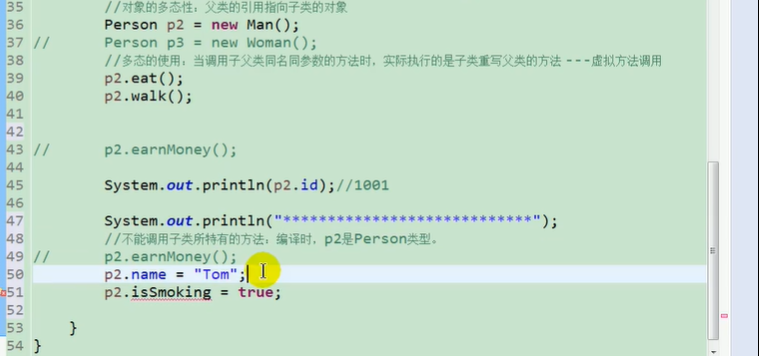 35 //对象的多态性：父类的引用指向子类的对象
36 Person p2 = new Man();
37 // Person p3 = new Woman();
38 //多态的使用：当调用子父类同名同参数的方法时，实际执行的是子类重写父类的方法 ---虚拟方法调用
39 p2.eat();
40 p2.walk();
41
42
43 // p2.earnMoney();
44
45 System.out.println(p2.id);//1001
46
47 System.out.println("****************************");
48 //不能调用子类所特有的方法：编译时，p2是Person类型。
49 // p2.earnMoney();
50 p2.name = "Tom";
51 p2.isSmoking = true;
52
53 }
54 }